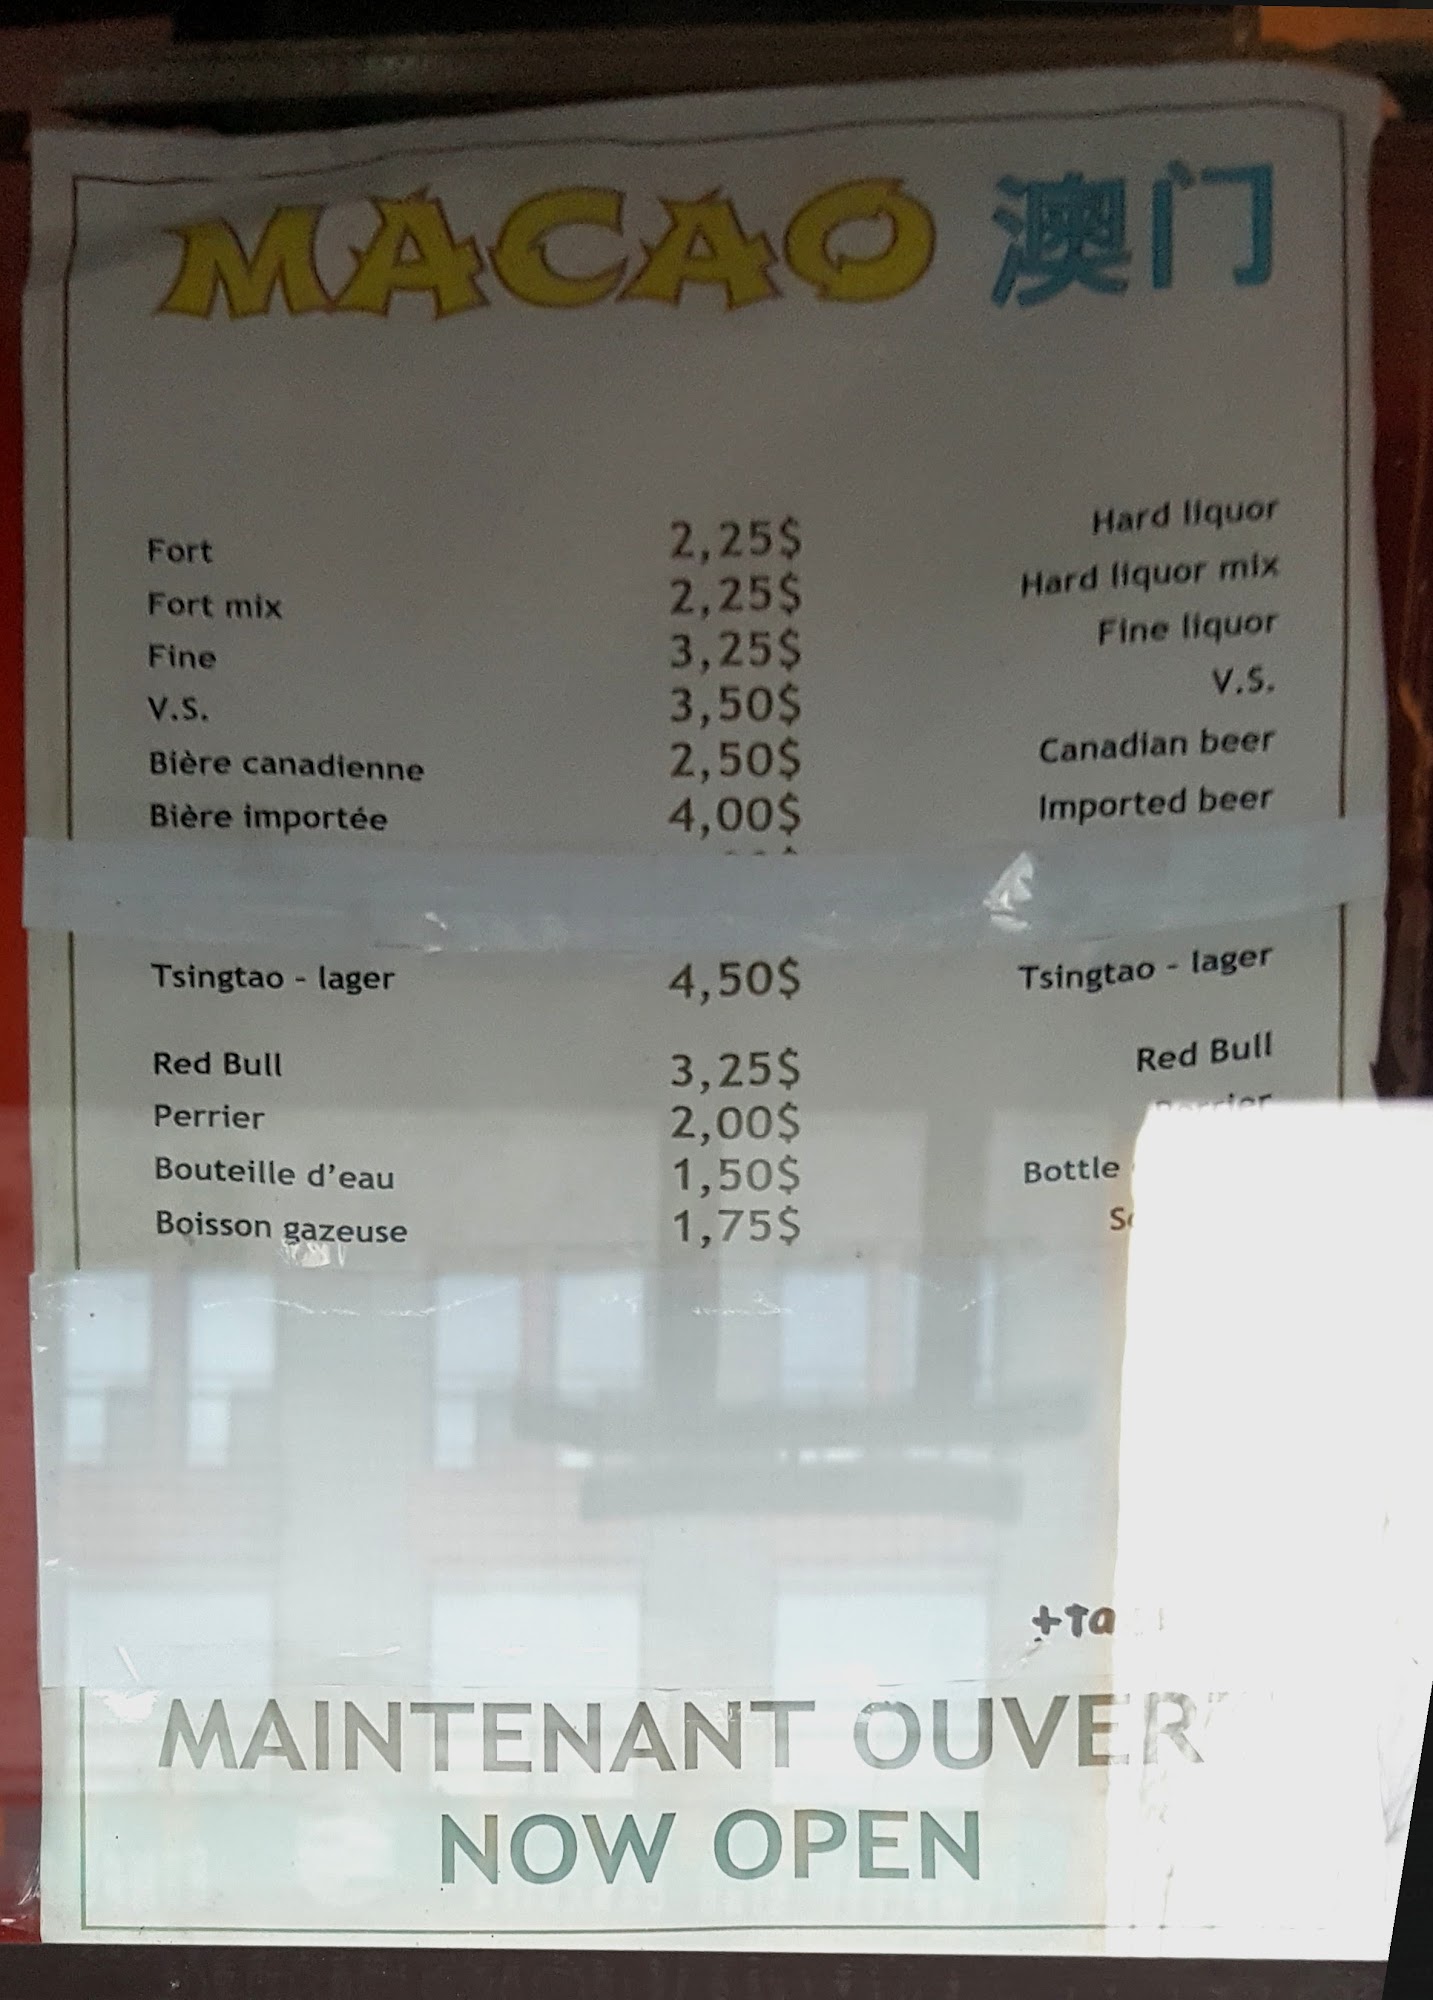 MACAO 澳门
Fort 2,25$ Hard liquor
Fort mix 2,25$ Hard liquor mix
Fine 3,25$ Fine liquor
V.S. 3,50$ V.S.
Bière canadienne 2,50$ Canadian beer
Bière importée 4,00$ Imported beer
Tsingtao - lager 4,50$ Tsingtao - lager
Red Bull 3,25$ Red Bull
Perrier 2,00$ Perrier
Bouteille d'eau 1,50$ Bottle
Boisson gazeuse 1,75$
MAINTENANT OUVERT
NOW OPEN